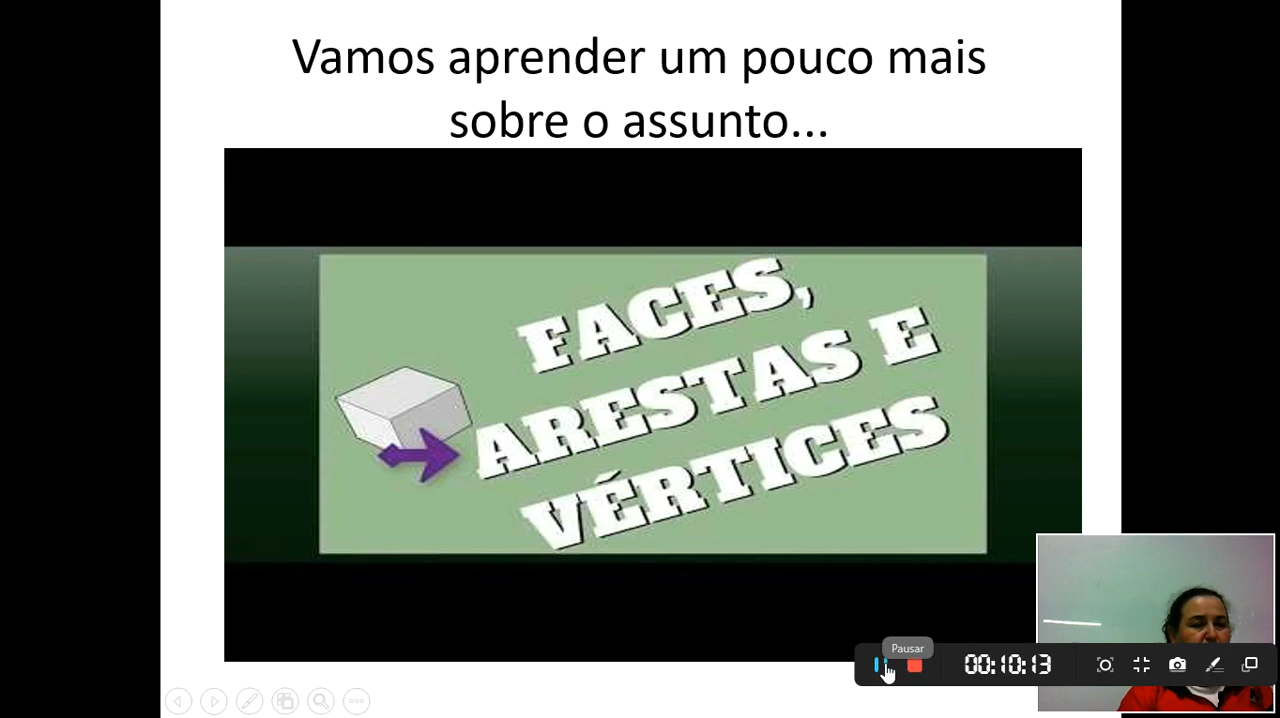 Vamos aprender um pouco mais
sobre o assunto...
FACES,
ARESTAS E
VÉRTICES
Pausar
00:10:13